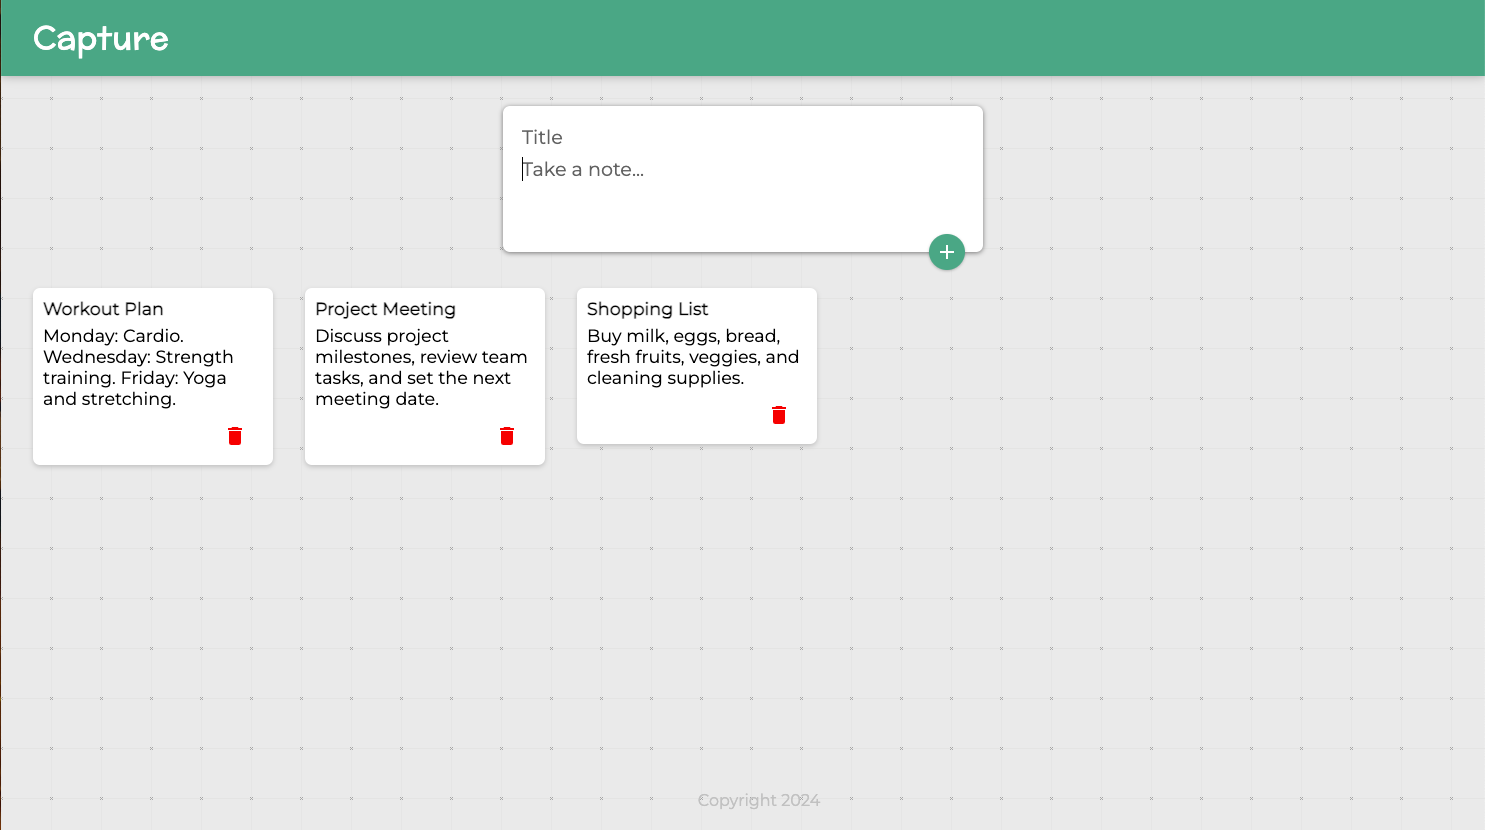 Capture
Title
Take a note...
Workout Plan
Monday: Cardio.
Wednesday: Strength
training. Friday: Yoga
and stretching.
Project Meeting
Discuss project
milestones, review team
tasks, and set the next
meeting date.
Shopping List
Buy milk, eggs, bread,
fresh fruits, veggies, and
cleaning supplies.
Copyright 2024